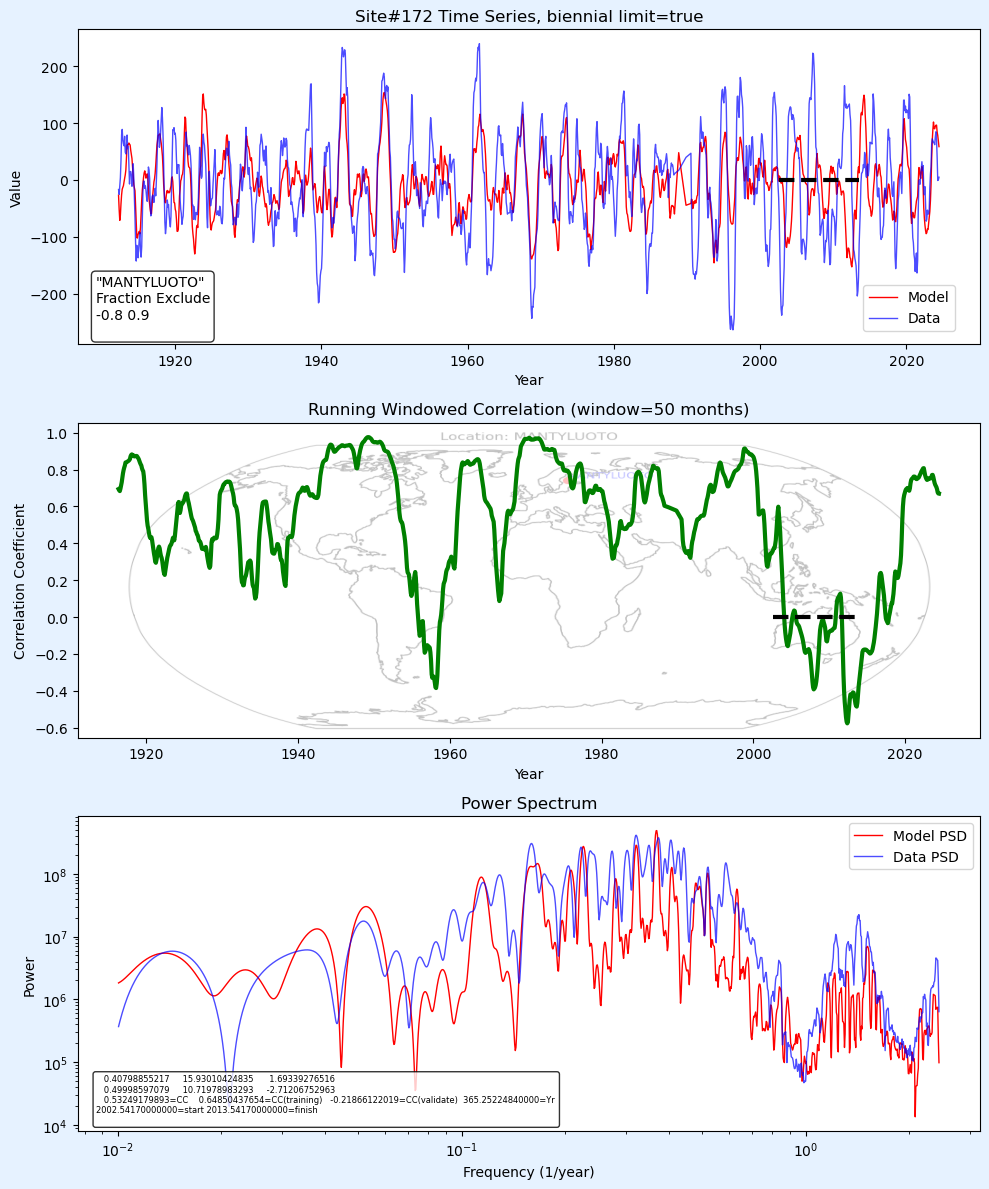 Site#172 Time Series, biennial limit=true
200
100
0
−100
−200
Value
"MANTYLUOTO"
Fraction Exclude
-0.8 0.9
Model
Data
1920
1940
1960
1980
2000
2020
Year
Running Windowed Correlation (window=50 months)
Location: MANTYLUOTO
1.0
0.8
0.6
0.4
0.2
0.0
−0.2
−0.4
−0.6
Correlation Coefficient
1920
1940
1960
1980
2000
2020
Year
Power Spectrum
Model PSD
Data PSD
10^8
10^7
10^6
10^5
10^4
Power
0.40798855217 15.93010424835 1.69339276516
0.49998597079 10.71978983293 -2.71206752963
0.53249179893=CC 0.64850437654=CC(training) -0.21866122019=CC(validate) 365.25224840000=Yr
2002.54170000000=start 2013.54170000000=finish
10^−2
10^−1
10^0
Frequency (1/year)